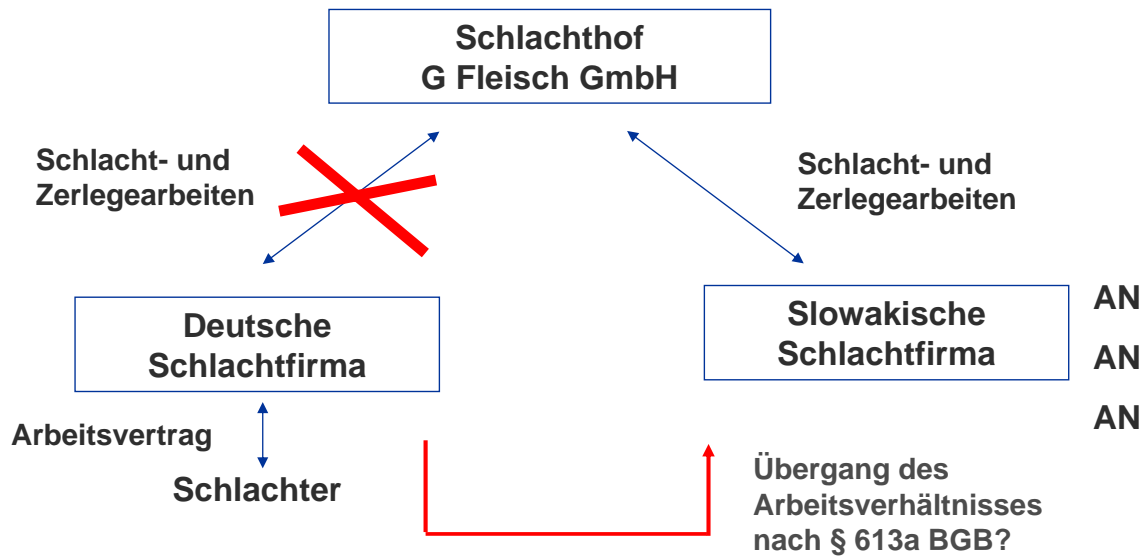 Schlachthof
G Fleisch GmbH
Schlacht- und
Zerlegearbeiten
Schlacht- und
Zerlegearbeiten
Deutsche
Schlachtfirma
Slowakische
Schlachtfirma
AN
AN
AN
Arbeitsvertrag
Schlachter
Übergang des
Arbeitsverhältnisses
nach § 613a BGB?